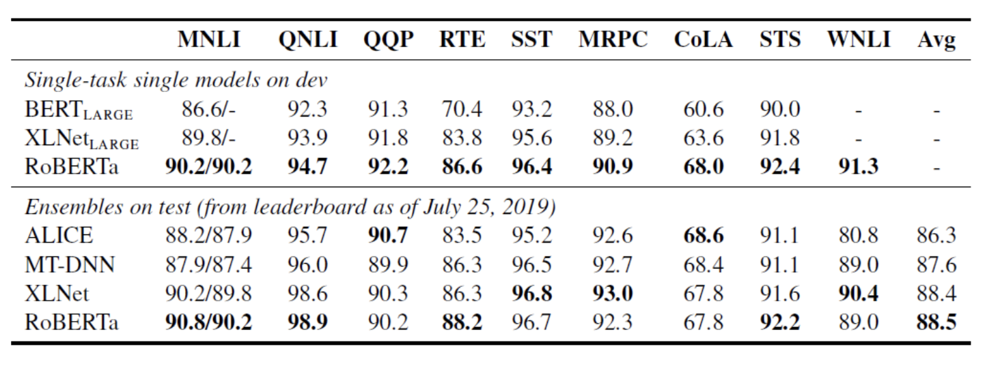 MNLI QNLI QQP RTE SST MRPC CoLA STS WNLI Avg
Single-task single models on dev
BERTLARGE 86.6/- 92.3 91.3 70.4 93.2 88.0 60.6 90.0 - -
XLNetLARGE 89.8/- 93.9 91.8 83.8 95.6 89.2 63.6 91.8 - -
RoBERTa 90.2/90.2 94.7 92.2 86.6 96.4 90.9 68.0 92.4 91.3 -
Ensembles on test (from leaderboard as of July 25, 2019)
ALICE 88.2/87.9 95.7 90.7 83.5 95.2 92.6 68.6 91.1 80.8 86.3
MT-DNN 87.9/87.4 96.0 89.9 86.3 96.5 92.7 68.4 91.1 89.0 87.6
XLNet 90.2/89.8 98.6 90.3 86.3 96.8 93.0 67.8 91.6 90.4 88.4
RoBERTa 90.8/90.2 98.9 90.2 88.2 96.7 92.3 67.8 92.2 89.0 88.5